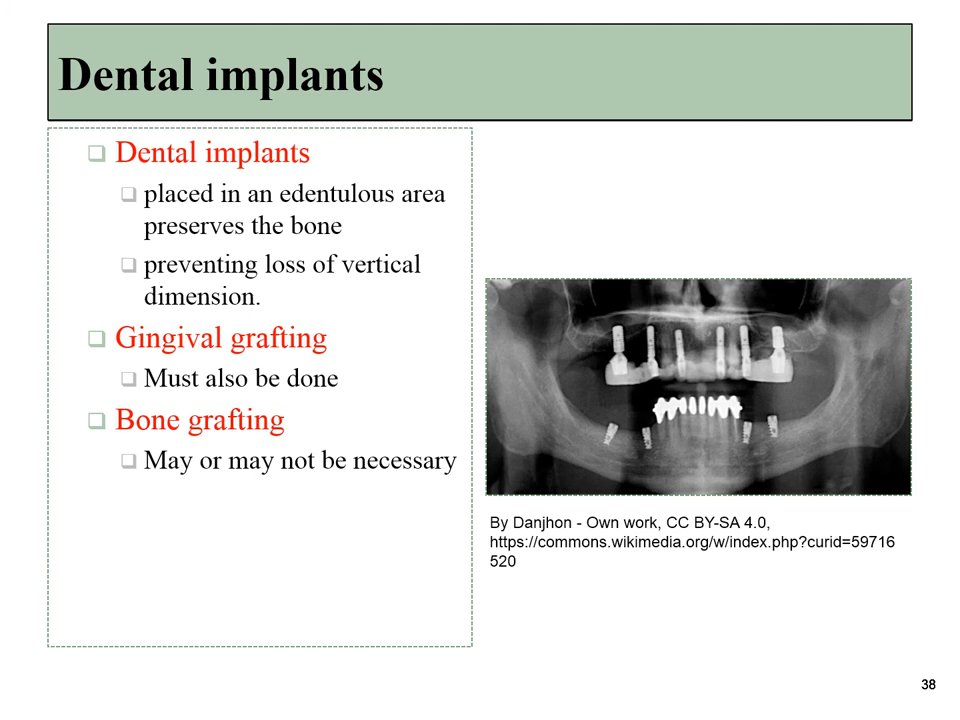 Dental implants
Dental implants
placed in an edentulous area
preserves the bone
preventing loss of vertical
dimension.
Gingival grafting
Must also be done
Bone grafting
May or may not be necessary
By Danjhon - Own work, CC BY-SA 4.0,
https://commons.wikimedia.org/w/index.php?curid=59716
520
38